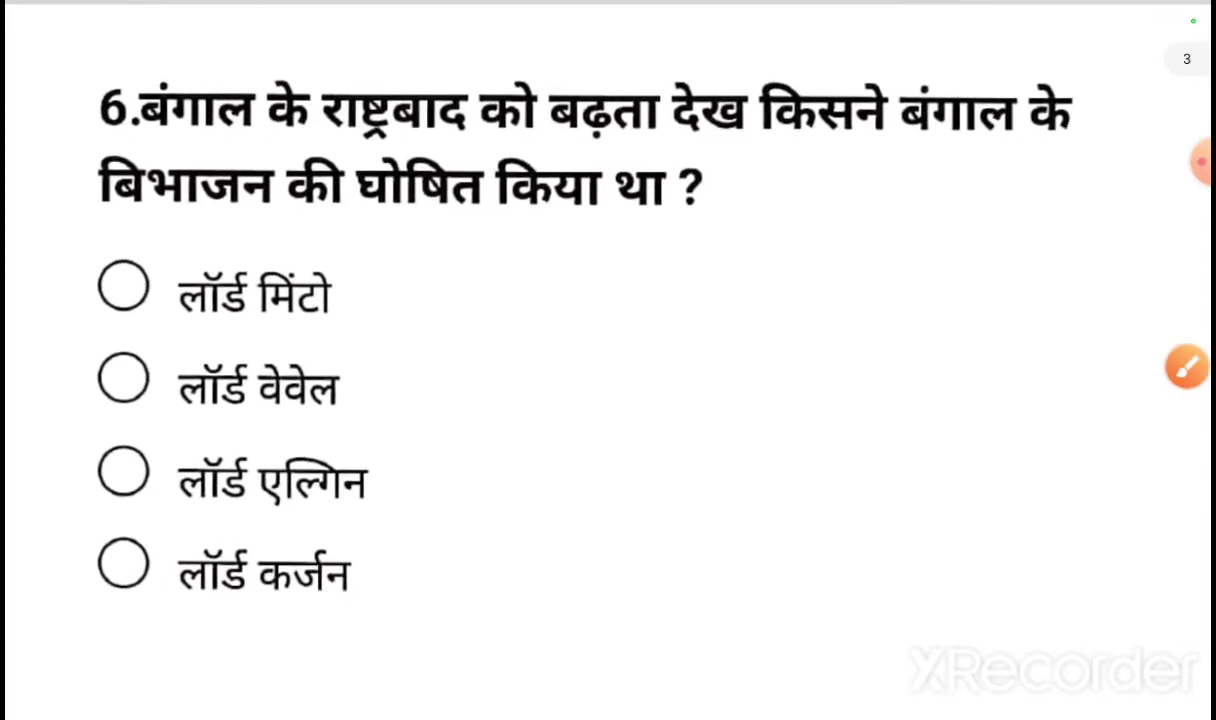 3
6.बंगाल के राष्ट्रबाद को बढ़ता देख किसने बंगाल के
बिभाजन की घोषित किया था ?
लॉर्ड मिंटो
लॉर्ड वेवेल
लॉर्ड एल्गिन
लॉर्ड कर्जन
XRecorder